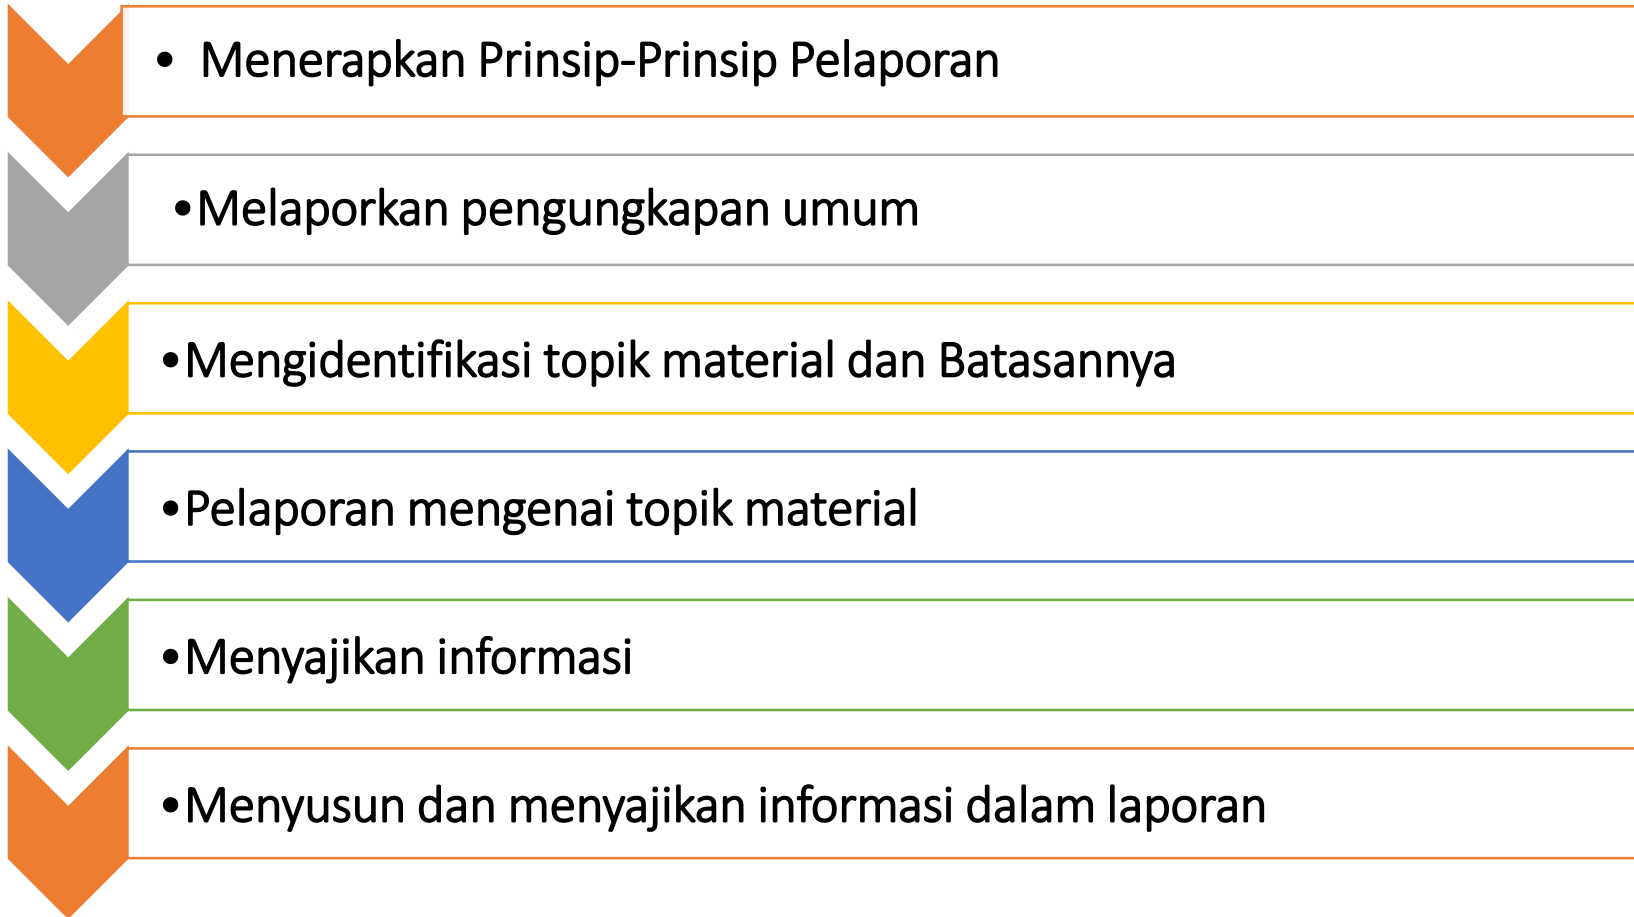 • Menerapkan Prinsip-Prinsip Pelaporan
•Melaporkan pengungkapan umum
•Mengidentifikasi topik material dan Batasannya
•Pelaporan mengenai topik material
•Menyajikan informasi
•Menyusun dan menyajikan informasi dalam laporan